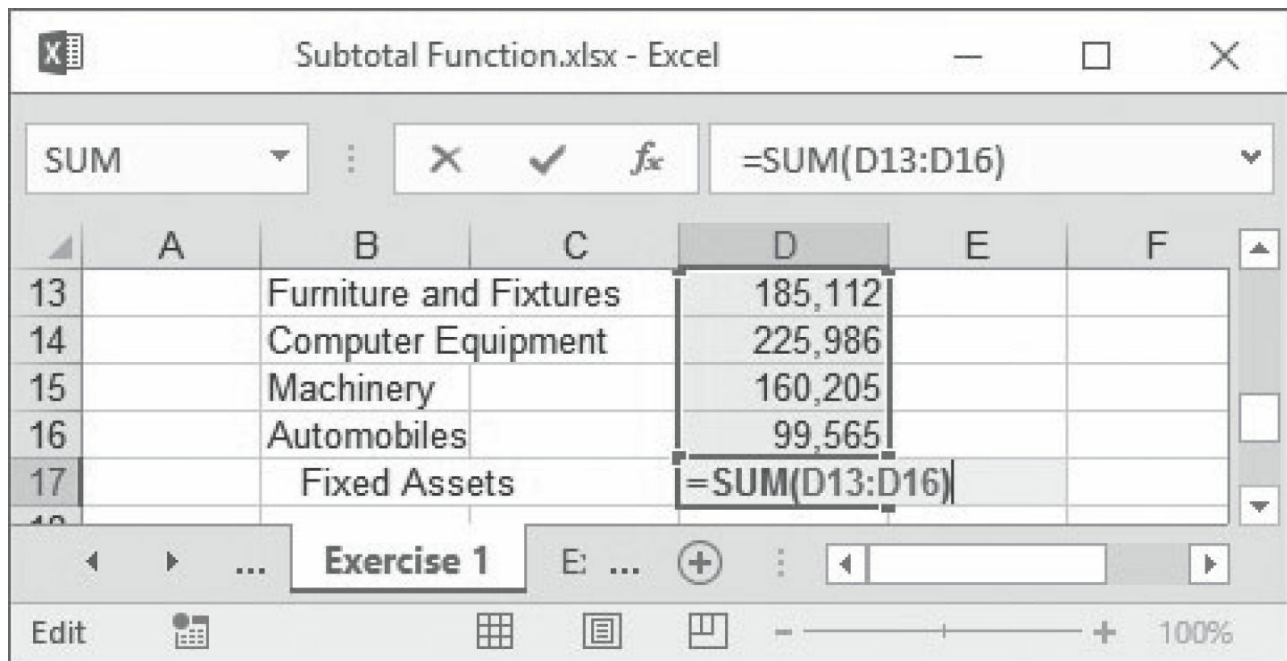 Subtotal Function.xlsx - Excel
SUM fx =SUM(D13:D16)
A B C D E F
13 Furniture and Fixtures 185,112
14 Computer Equipment 225,986
15 Machinery 160,205
16 Automobiles 99,565
17 Fixed Assets =SUM(D13:D16)
... Exercise 1 ...
Edit 100%